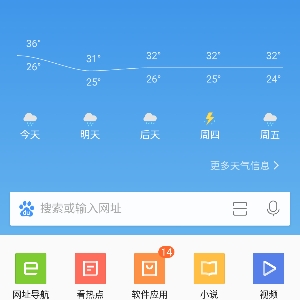 36°
31°
32°
32°
32°
26°
25°
26°
25°
24°
今天
明天
后天
周四
周五
更多天气信息 >
du 搜索或输入网址
14
网址导航
看热点
软件应用
小说
视频